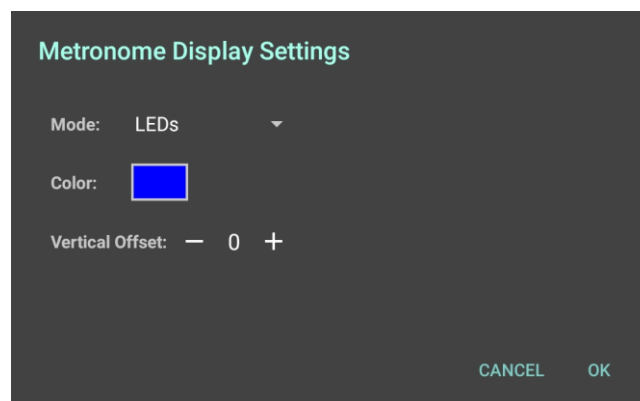 Metronome Display Settings
Mode: LEDs
Color:
Vertical Offset: — 0 +
CANCEL OK